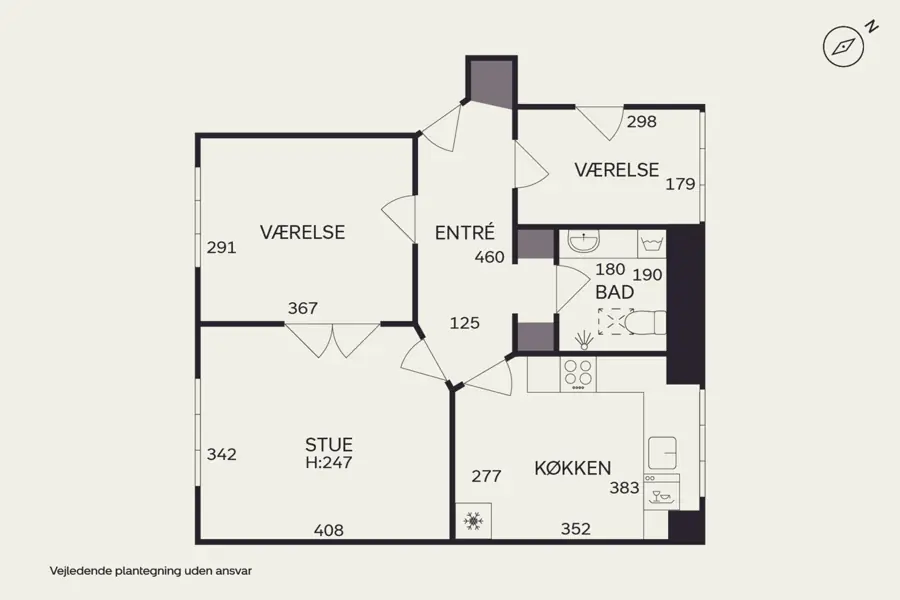 N
298
VÆRELSE
179
VÆRELSE
291
367
ENTRÉ
460
125
180 190
BAD
STUE
H:247
342
408
KØKKEN
277
383
352
Vejledende plantegning uden ansvar